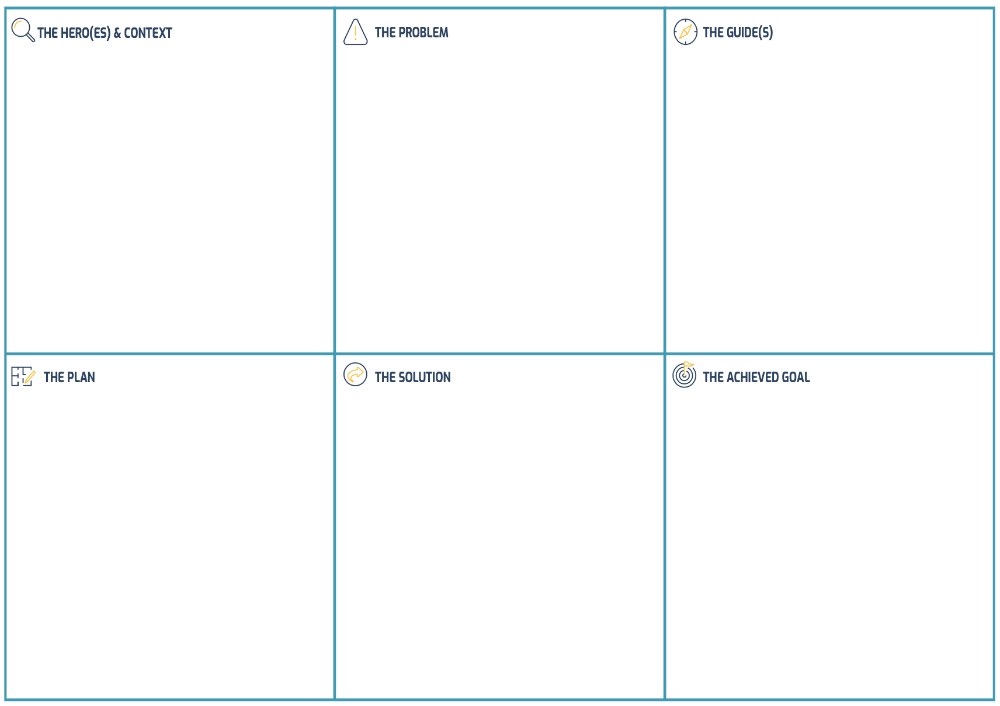 THE HERO(ES) & CONTEXT
THE PROBLEM
THE GUIDE(S)
THE PLAN
THE SOLUTION
THE ACHIEVED GOAL